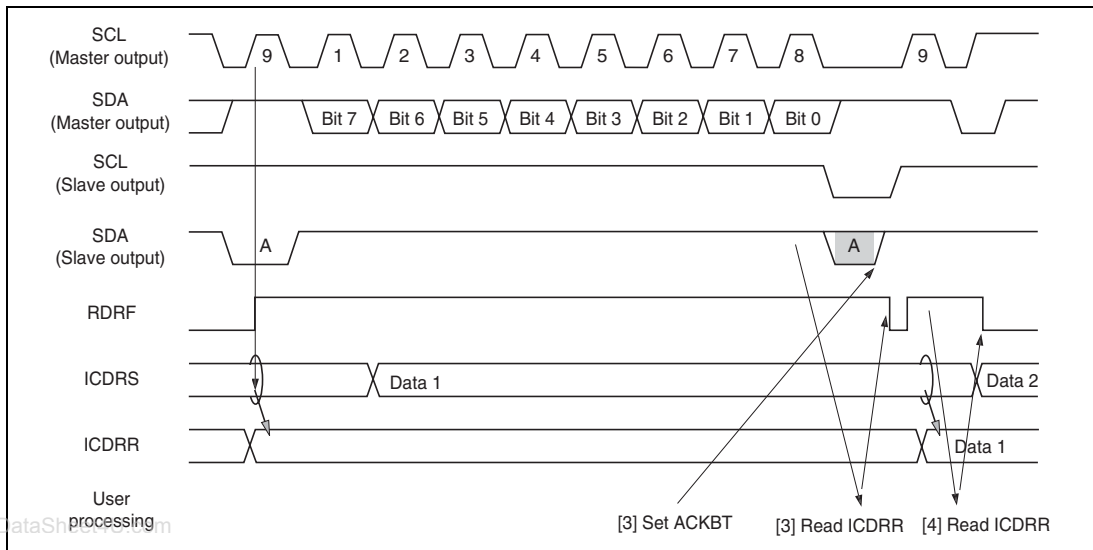 SCL
(Master output)
9 1 2 3 4 5 6 7 8 9
SDA
(Master output)
Bit 7 Bit 6 Bit 5 Bit 4 Bit 3 Bit 2 Bit 1 Bit 0
SCL
(Slave output)
SDA
(Slave output)
A A
RDRF
ICDRS
Data 1 Data 2
ICDRR
Data 1
User
processing
[3] Set ACKBT [3] Read ICDRR [4] Read ICDRR